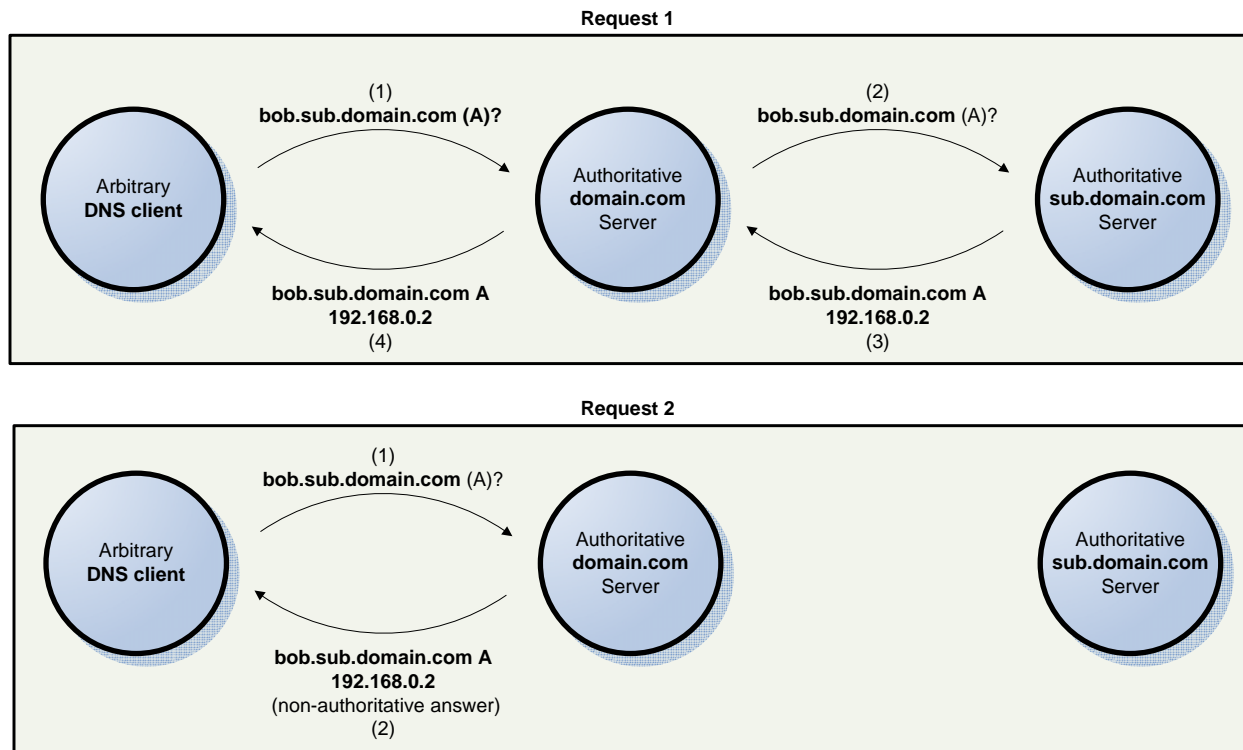 Request 1
(1)
bob.sub.domain.com (A)?
(2)
bob.sub.domain.com (A)?
Arbitrary
DNS client
Authoritative
domain.com
Server
Authoritative
sub.domain.com
Server
bob.sub.domain.com A
192.168.0.2
(4)
bob.sub.domain.com A
192.168.0.2
(3)
Request 2
(1)
bob.sub.domain.com (A)?
Arbitrary
DNS client
Authoritative
domain.com
Server
Authoritative
sub.domain.com
Server
bob.sub.domain.com A
192.168.0.2
(non-authoritative answer)
(2)